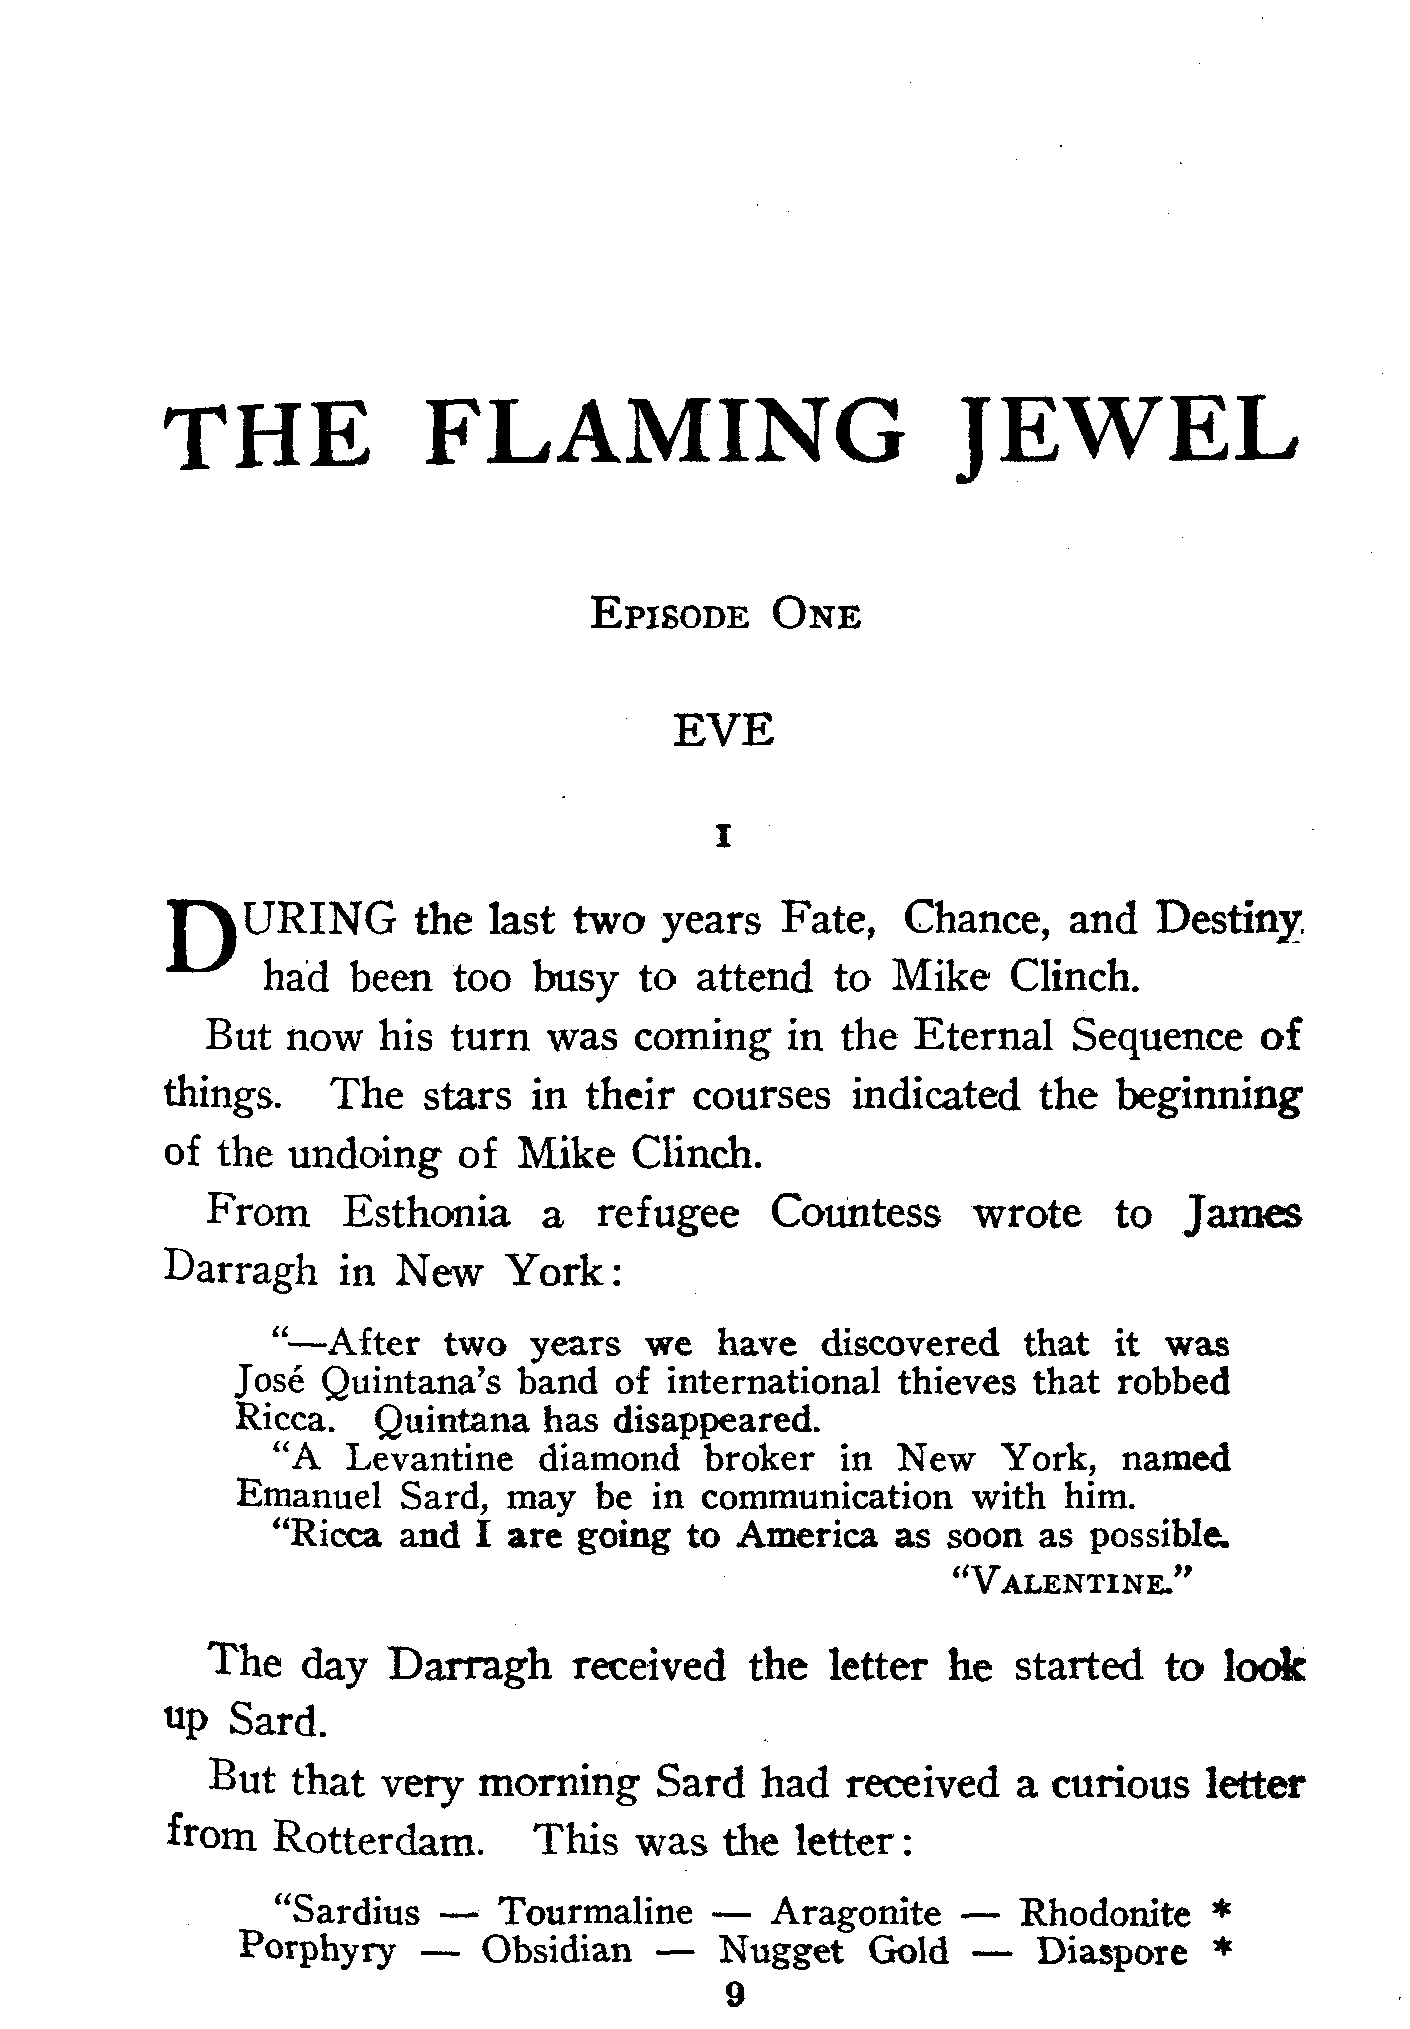 THE FLAMING JEWEL
EPISODE ONE
EVE
I
DURING the last two years Fate, Chance, and Destiny
had been too busy to attend to Mike Clinch.
But now his turn was coming in the Eternal Sequence of
things. The stars in their courses indicated the beginning
of the undoing of Mike Clinch.
From Esthonia a refugee Countess wrote to James
Darragh in New York:
"—After two years we have discovered that it was
José Quintana's band of international thieves that robbed
Ricca. Quintana has disappeared.
"A Levantine diamond broker in New York, named
Emanuel Sard, may be in communication with him.
"Ricca and I are going to America as soon as possible.
"VALENTINE."
The day Darragh received the letter he started to look
up Sard.
But that very morning Sard had received a curious letter
from Rotterdam. This was the letter:
"Sardius — Tourmaline — Aragonite — Rhodonite *
Porphyry — Obsidian — Nugget Gold — Diaspore *
9